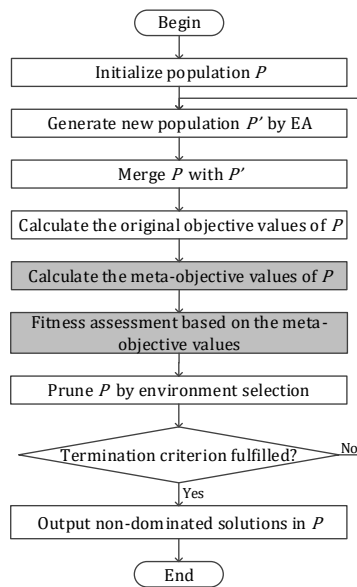 Begin
Initialize population P
Generate new population P' by EA
Merge P with P'
Calculate the original objective values of P
Calculate the meta-objective values of P
Fitness assessment based on the meta-
objective values
Prune P by environment selection
Termination criterion fulfilled?
No
Yes
Output non-dominated solutions in P
End